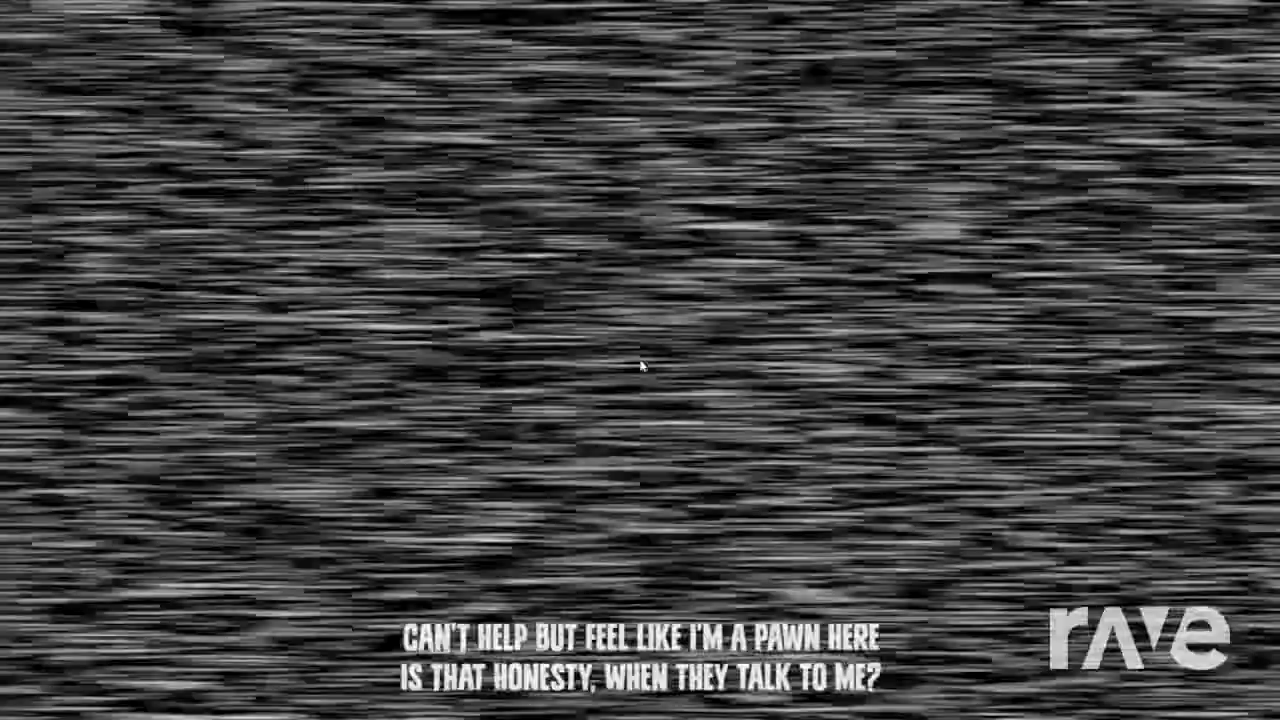 CAN'T HELP BUT FEEL LIKE I'M A PAWN HERE
IS THAT HONESTY, WHEN THEY TALK TO ME?
rave